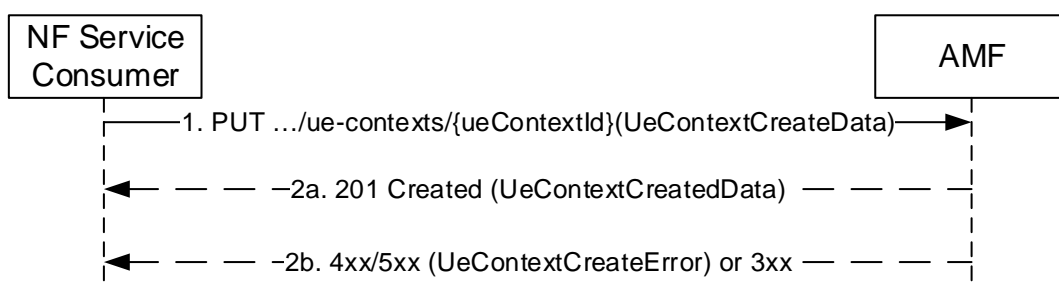 NF Service
Consumer
AMF
1. PUT …/ue-contexts/{ueContextId}(UeContextCreateData)
2a. 201 Created (UeContextCreatedData)
2b. 4xx/5xx (UeContextCreateError) or 3xx